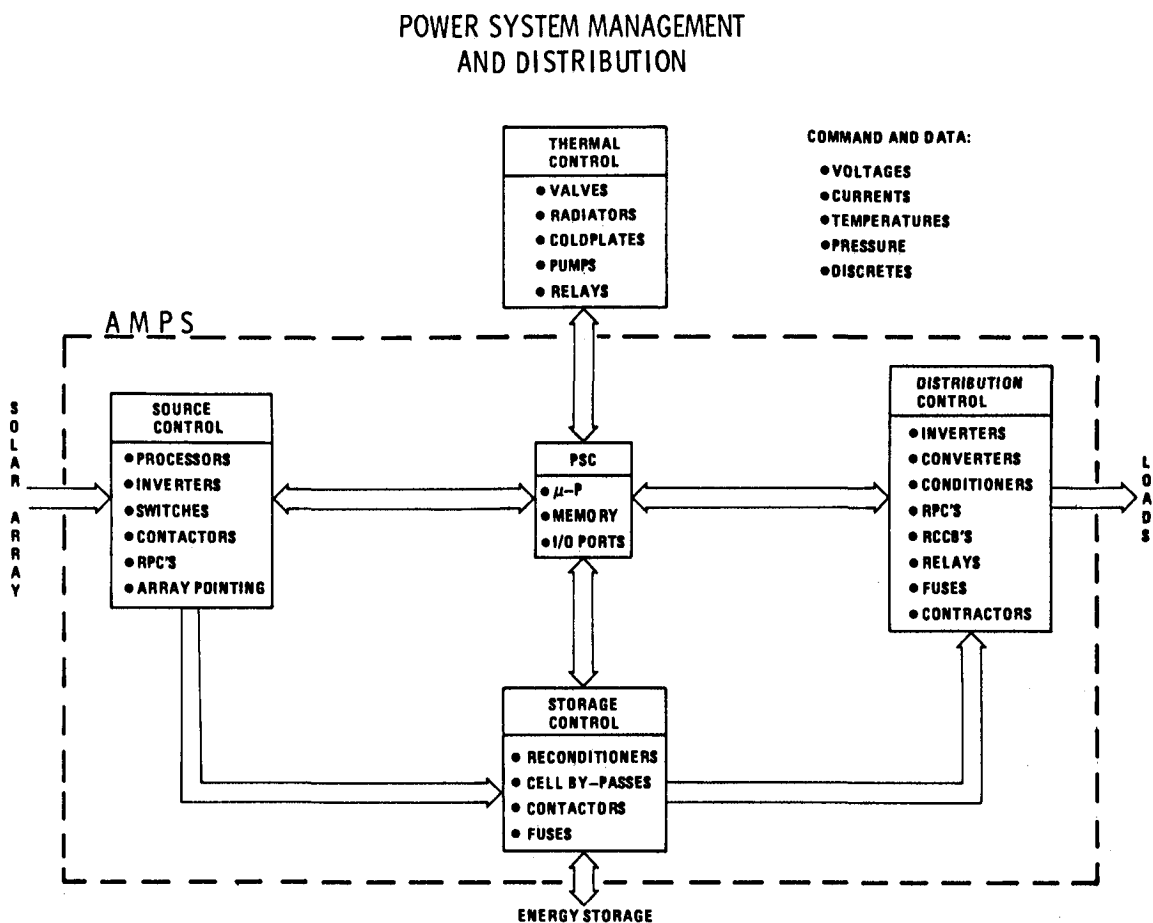 POWER SYSTEM MANAGEMENT
AND DISTRIBUTION
THERMAL
CONTROL
● VALVES
● RADIATORS
● COLDPLATES
● PUMPS
● RELAYS
COMMAND AND DATA:
● VOLTAGES
● CURRENTS
● TEMPERATURES
● PRESSURE
● DISCRETES
AMPS
SOLAR ARRAY
SOURCE
CONTROL
● PROCESSORS
● INVERTERS
● SWITCHES
● CONTACTORS
● RPC'S
● ARRAY POINTING
PSC
● μ-P
● MEMORY
● I/O PORTS
DISTRIBUTION
CONTROL
● INVERTERS
● CONVERTERS
● CONDITIONERS
● RPC'S
● RCCB'S
● RELAYS
● FUSES
● CONTRACTORS
LOADS
STORAGE
CONTROL
● RECONDITIONERS
● CELL BY-PASSES
● CONTACTORS
● FUSES
ENERGY STORAGE